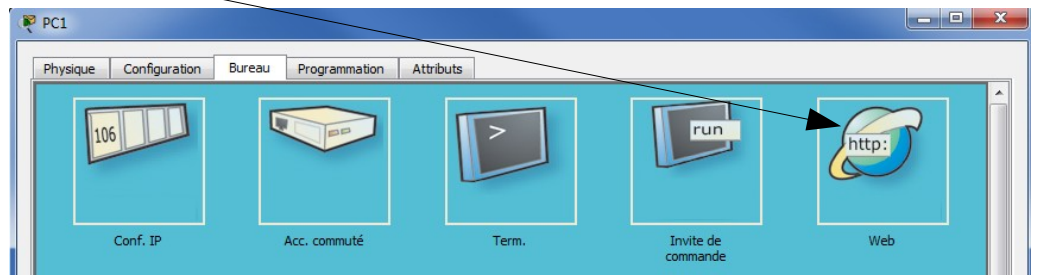 PC1
Physique Configuration Bureau Programmation Attributs
106 > run http:
Conf. IP Acc. commuté Term. Invite de commande Web